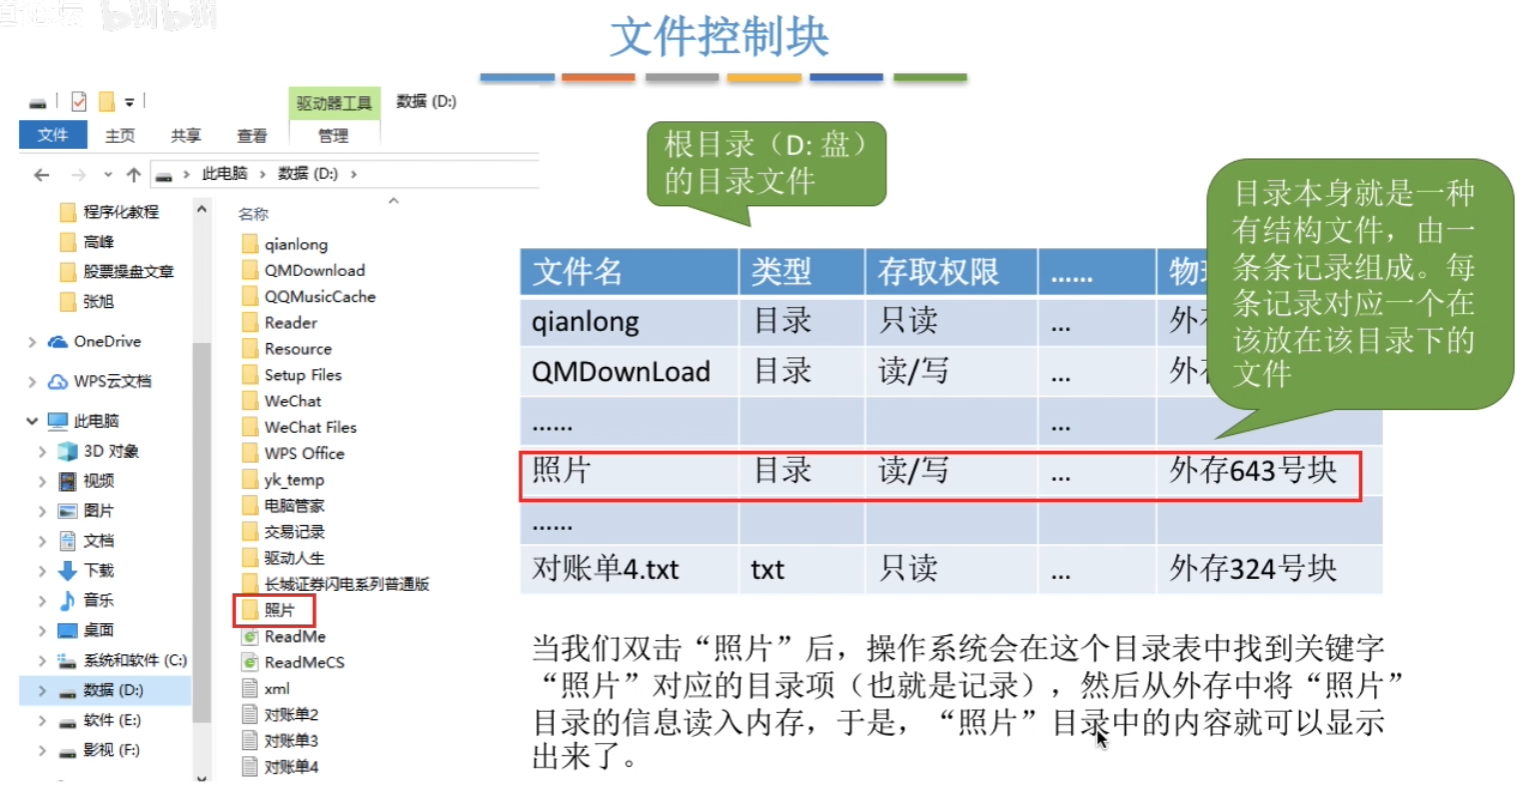 bilibili
文件控制块
驱动器工具 数据 (D:)
文件 主页 共享 查看 管理
此电脑 > 数据 (D:) >
程序化教程
高峰
股票操盘文章
张旭
OneDrive
WPS云文档
此电脑
3D 对象
视频
图片
文档
下载
音乐
桌面
系统和软件 (C:)
数据 (D:)
软件 (E:)
影视 (F:)
名称
qianlong
QMDownload
QQMusicCache
Reader
Resource
Setup Files
WeChat
WeChat Files
WPS Office
yk_temp
电脑管家
交易记录
驱动人生
长城证券闪电系列普通版
照片
ReadMe
ReadMeCS
xml
对账单2
对账单3
对账单4
根目录（D: 盘）
的目录文件
目录本身就是一种
有结构文件，由一
条条记录组成。每
条记录对应一个在
该放在该目录下的
文件
文件名 类型 存取权限 …… 物
qianlong 目录 只读 … 外
QMDownLoad 目录 读/写 … 外
…… …
照片 目录 读/写 … 外存643号块
……
对账单4.txt txt 只读 … 外存324号块
当我们双击“照片”后，操作系统会在这个目录表中找到关键字
“照片”对应的目录项（也就是记录），然后从外存中将“照片”
目录的信息读入内存，于是，“照片”目录中的内容就可以显示
出来了。